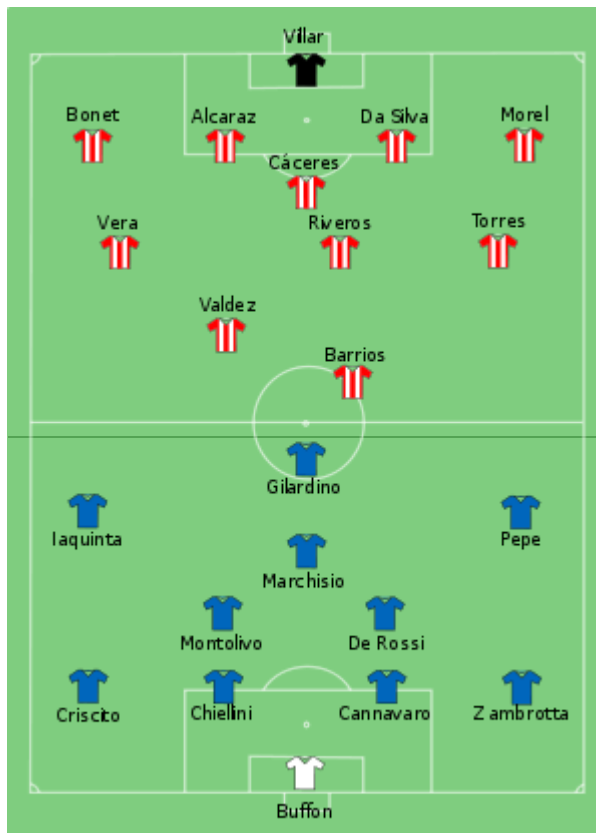 Villar
Bonet Alcaraz Da Silva Morel
Cáceres
Vera Riveros Torres
Valdez
Barrios
Gilardino
Iaquinta Pepe
Marchisio
Montolivo De Rossi
Criscito Chiellini Cannavaro Zambrotta
Buffon